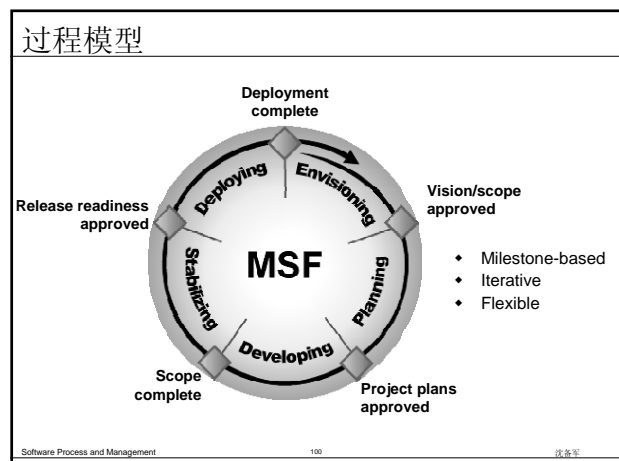 过程模型
Deployment
complete
Deploying
Envisioning
Release readiness
approved
Vision/scope
approved
MSF
Stabilizing
Planning
Milestone-based
Iterative
Flexible
Developing
Scope
complete
Project plans
approved
Software Process and Management
100
沈备军